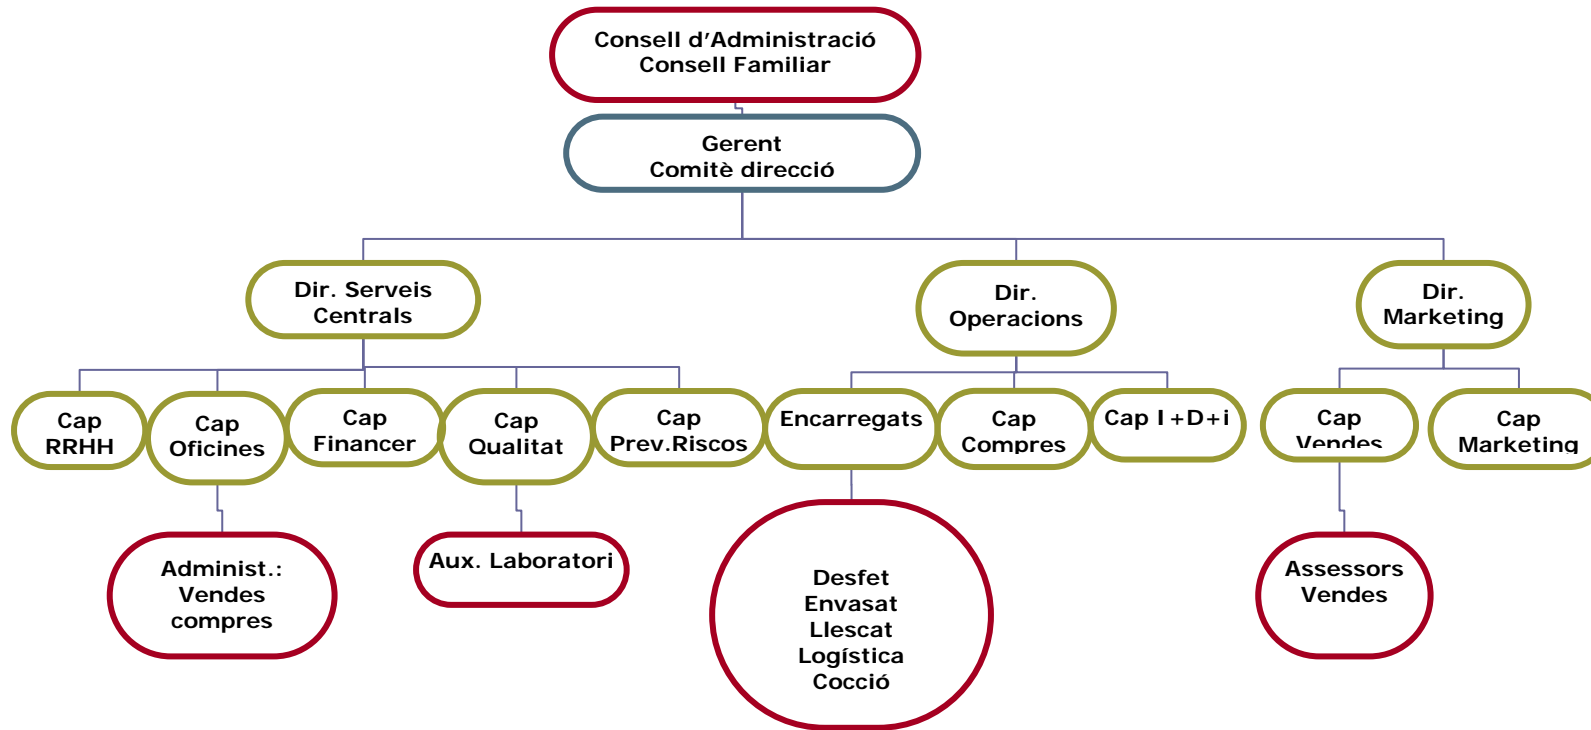 Consell d'Administració
Consell Familiar
Gerent
Comitè direcció
Dir. Serveis
Centrals
Dir.
Operacions
Dir.
Marketing
Cap
RRHH
Cap
Oficines
Cap
Financer
Cap
Qualitat
Cap
Prev.Riscos
Encarregats
Cap
Compres
Cap I+D+i
Cap
Vendes
Cap
Marketing
Administ.:
Vendes
compres
Aux. Laboratori
Desfet
Envasat
Llescat
Logística
Cocció
Assessors
Vendes